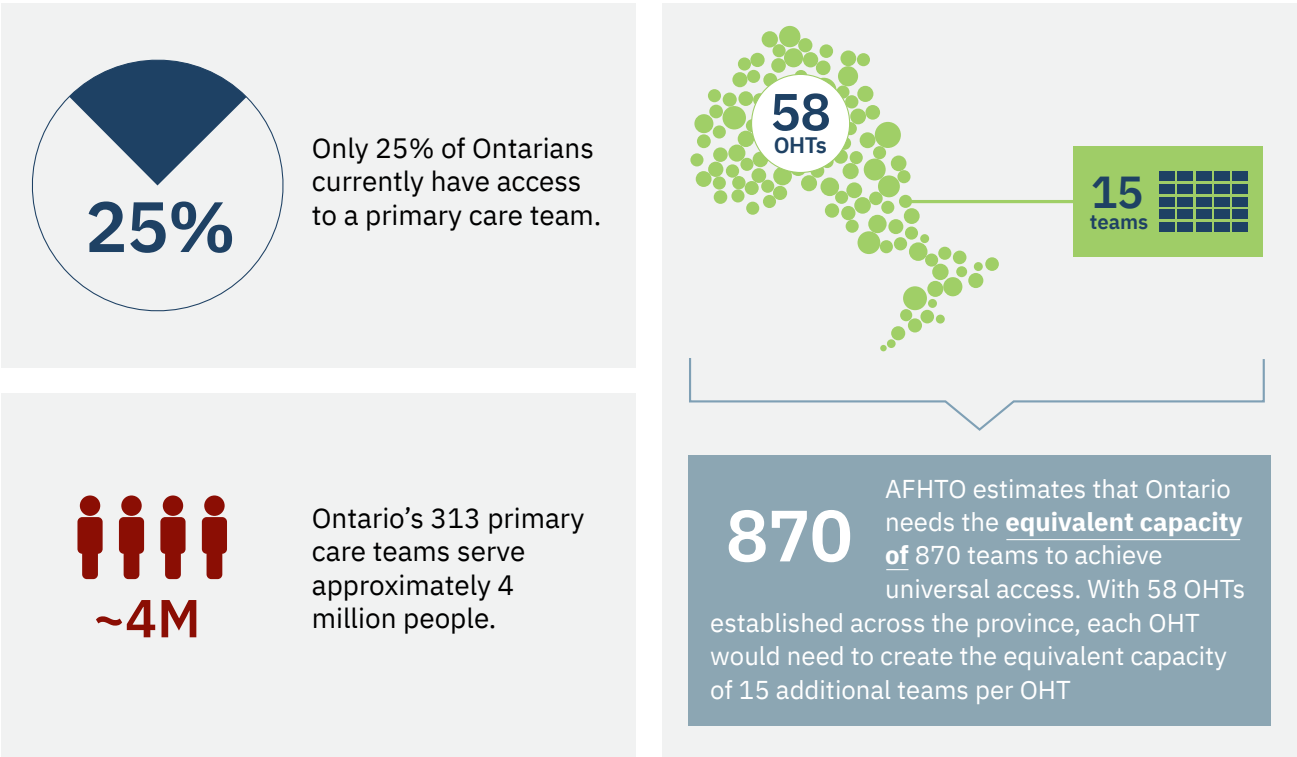 25%
Only 25% of Ontarians
currently have access
to a primary care team.
~4M
Ontario’s 313 primary
care teams serve
approximately 4
million people.
58
OHTs
15
teams
870
AFHTO estimates that Ontario
needs the equivalent capacity
of 870 teams to achieve
universal access. With 58 OHTs
established across the province, each OHT
would need to create the equivalent capacity
of 15 additional teams per OHT